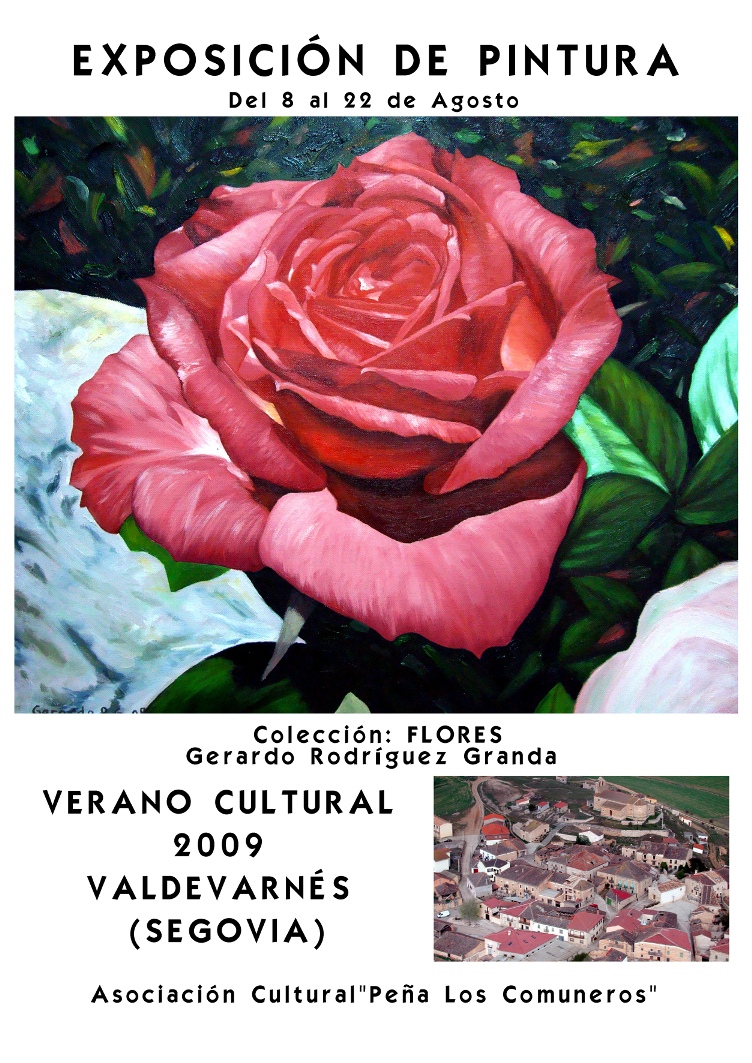 EXPOSICIÓN DE PINTURA
Del 8 al 22 de Agosto
Gerardo R.G.
Colección: FLORES
Gerardo Rodríguez Granda
VERANO CULTURAL
2009
VALDEVARNÉS
(SEGOVIA)
Asociación Cultural"Peña Los Comuneros"